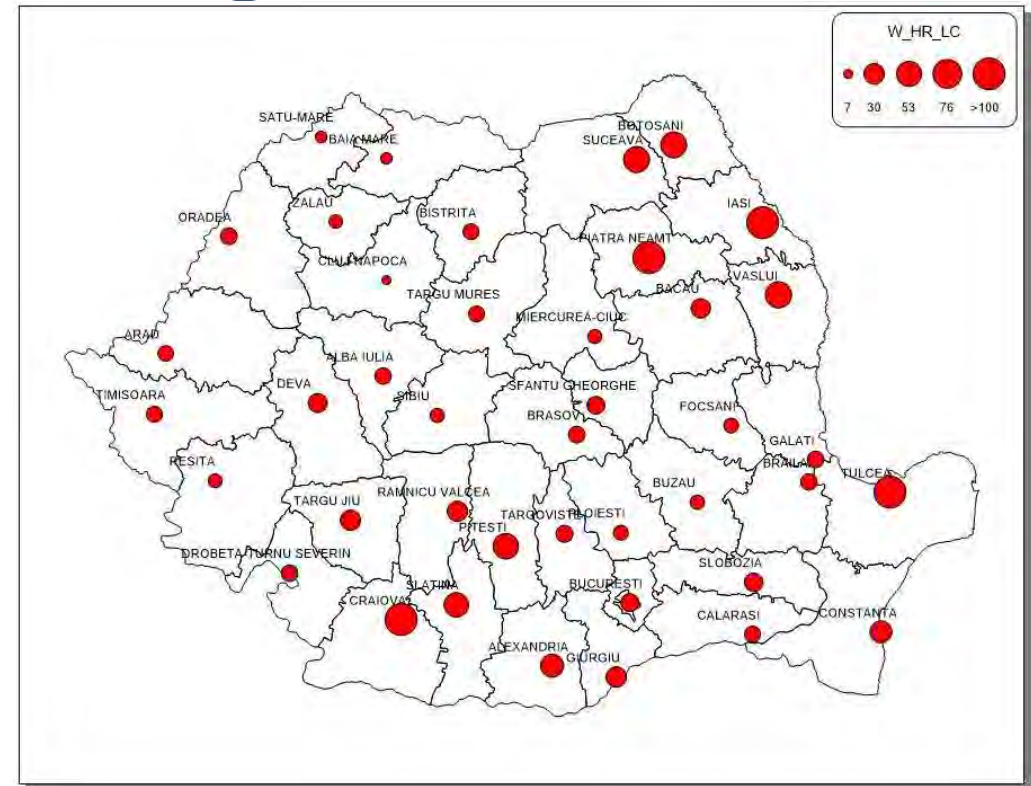 W_HR_LC
7 30 53 76 >100
SATU-MARE
BOTOSANI
BAIA MARE
SUCEAVA
ZALAU
IASI
ORADEA
BISTRITA
PIATRA NEAMT
CLUJ NAPOCA
VASLUI
BACAU
TARGU MURES
MIERCUREA-CIUC
ARAD
ALBA IULIA
DEVA
SFANTU GHEORGHE
TIMISOARA
SIBIU
FOCSANI
BRASOV
GALATI
RESITA
BRAILA
TULCEA
BUZAU
RAMNICU VALCEA
TARGU JIU
TARGOVISTE
PLOIESTI
PITESTI
DROBETA-TURNU SEVERIN
SLOBOZIA
SLATINA
BUCURESTI
CRAIOVA
CALARASI
CONSTANTA
ALEXANDRIA
GIURGIU